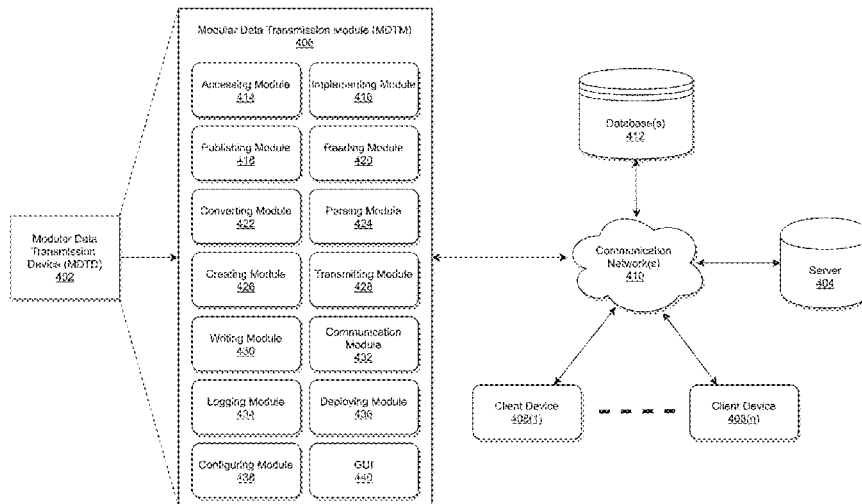 Modular Data Transmission Module (MDTM)
406
Accessing Module
414
Implementing Module
416
Publishing Module
418
Reading Module
420
Converting Module
422
Parsing Module
424
Creating Module
426
Transmitting Module
428
Writing Module
430
Communication
Module
432
Logging Module
434
Deploying Module
436
Configuring Module
438
GUI
440
Modular Data
Transmission
Device (MDTD)
402
Database(s)
412
Communication
Network(s)
410
Server
404
Client Device
408(1)
Client Device
408(n)